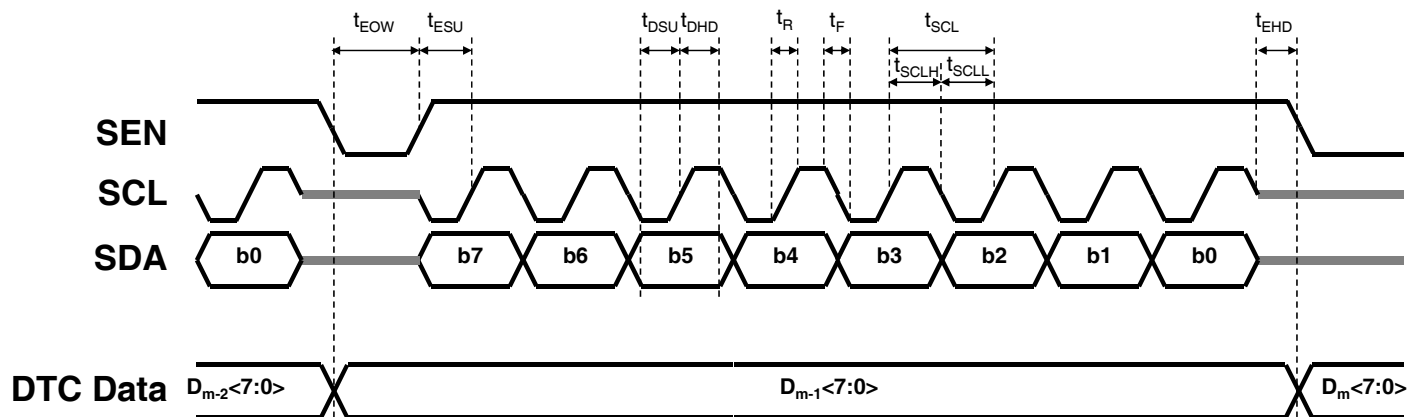 tEOW tESU tDSU tDHD tR tF tSCL tEHD
tSCLH tSCLL
SEN
SCL
SDA b0 b7 b6 b5 b4 b3 b2 b1 b0
DTC Data Dm-2<7:0> Dm-1<7:0> Dm<7:0>